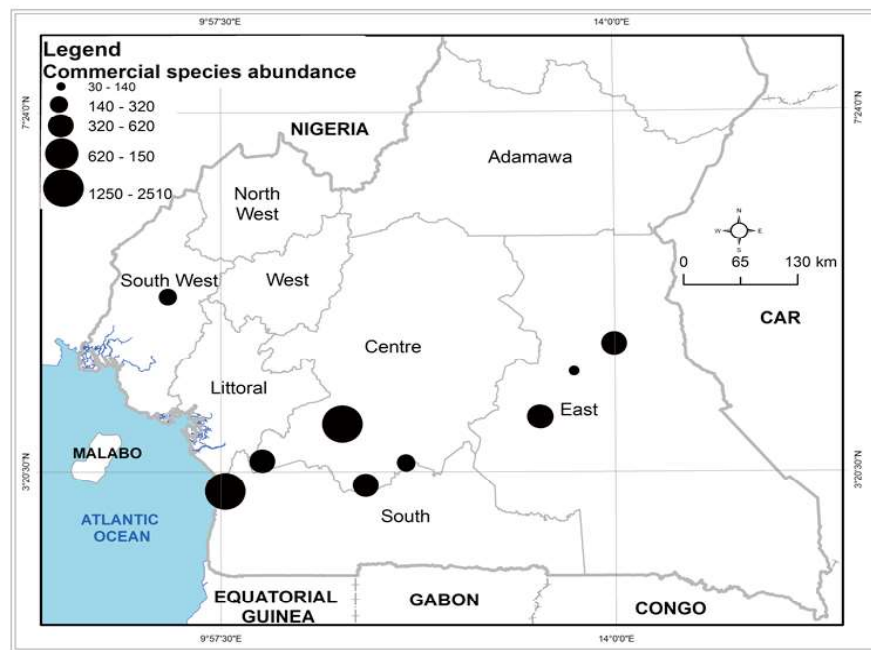 9°57'30"E 14°0'0"E
Legend
Commercial species abundance
30 - 140
140 - 320
320 - 620
620 - 150
1250 - 2510
7°24'0"N
7°24'0"N
NIGERIA
Adamawa
North
West
N
W E
S
0 65 130 km
South West
West
CAR
Centre
Littoral
East
MALABO
3°20'30"N
3°20'30"N
South
ATLANTIC
OCEAN
EQUATORIAL
GUINEA
GABON
CONGO
9°57'30"E 14°0'0"E